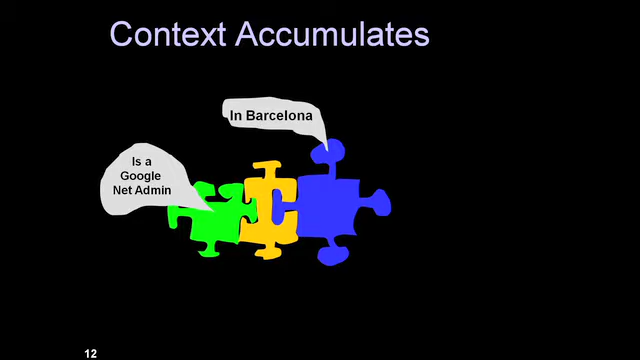 Context Accumulates
In Barcelona
Is a
Google
Net Admin
12